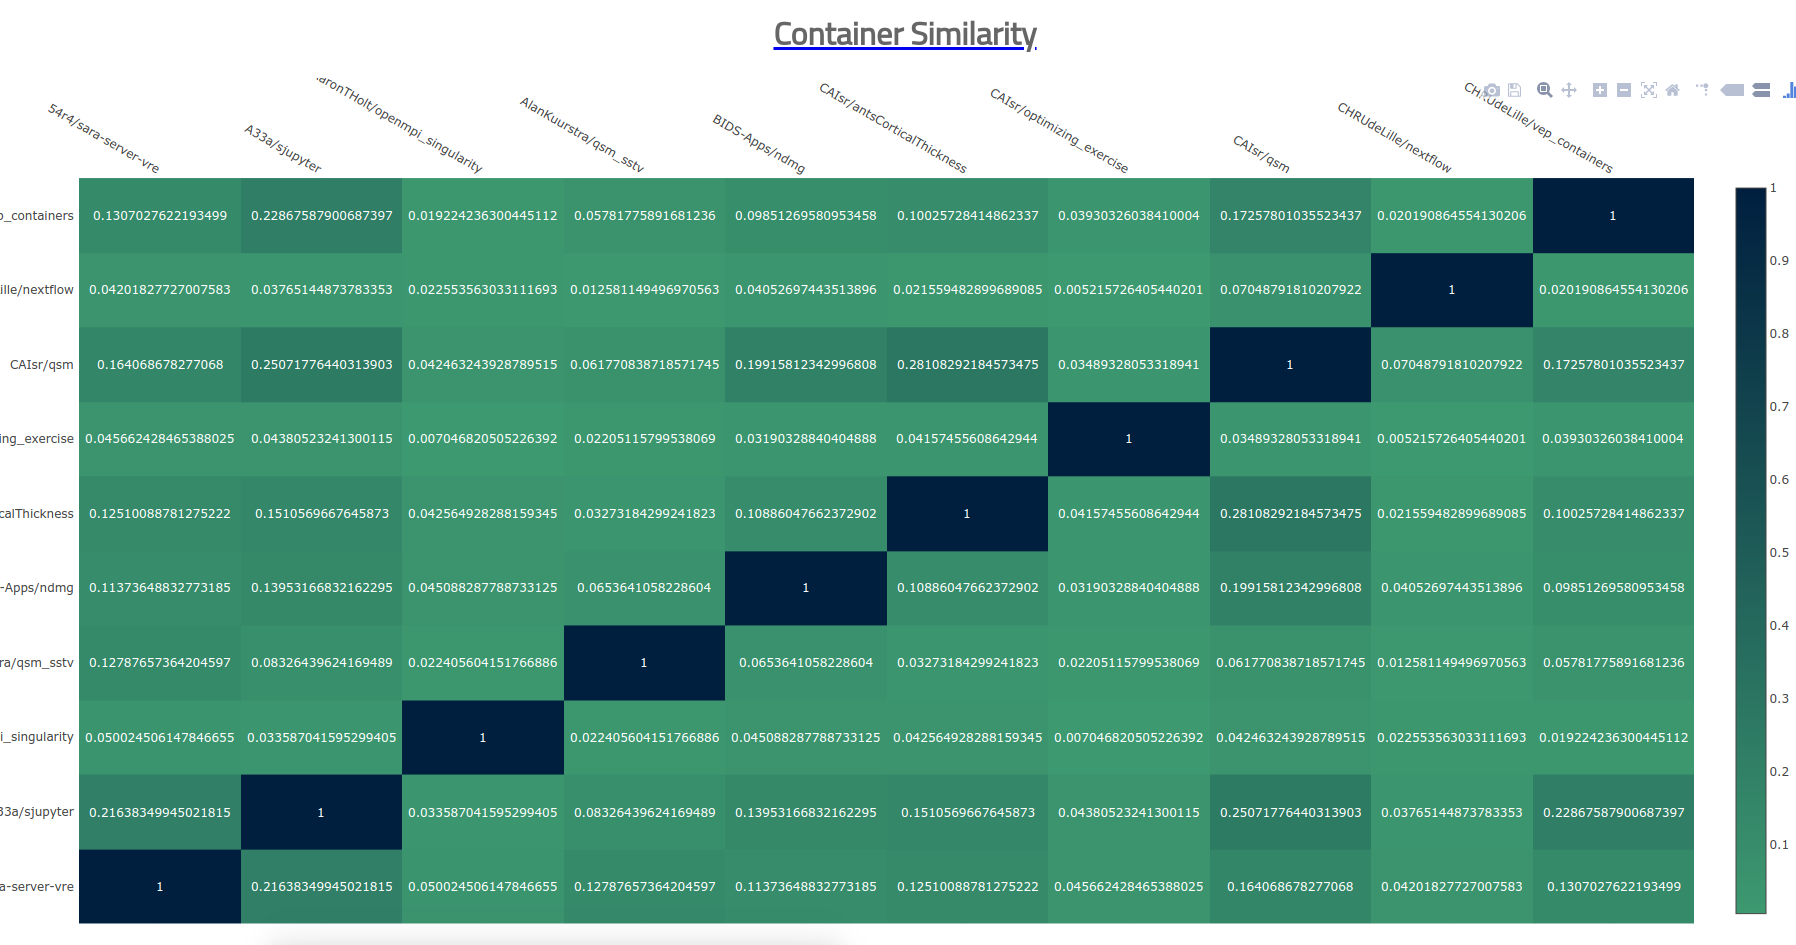 Container Similarity
54r4/sara-server-vre
A33a/sjupyter
aronTHolt/openmpi_singularity
AlanKuurstra/qsm_sstv
BIDS-Apps/ndmg
CAIsr/antsCorticalThickness
CAIsr/optimizing_exercise
CAIsr/qsm
CHRUdeLille/nextflow
CHRUdeLille/vep_containers
p_containers 0.1307027622193499 0.22867587900687397 0.019224236300445112 0.05781775891681236 0.09851269580953458 0.10025728414862337 0.03930326038410004 0.17257801035523437 0.020190864554130206 1
ille/nextflow 0.04201827727007583 0.03765144873783353 0.022553563033111693 0.012581149496970563 0.04052697443513896 0.021559482899689085 0.005215726405440201 0.07048791810207922 1 0.020190864554130206
CAIsr/qsm 0.164068678277068 0.25071776440313903 0.042463243928789515 0.061770838718571745 0.19915812342996808 0.28108292184573475 0.03489328053318941 1 0.07048791810207922 0.17257801035523437
ing_exercise 0.045662428465388025 0.04380523241300115 0.007046820505226392 0.02205115799538069 0.03190328840404888 0.04157455608642944 1 0.03489328053318941 0.005215726405440201 0.03930326038410004
calThickness 0.12510088781275222 0.1510569667645873 0.042564928288159345 0.03273184299241823 0.10886047662372902 1 0.04157455608642944 0.28108292184573475 0.021559482899689085 0.10025728414862337
-Apps/ndmg 0.11373648832773185 0.13953166832162295 0.045088287788733125 0.0653641058228604 1 0.10886047662372902 0.03190328840404888 0.19915812342996808 0.04052697443513896 0.09851269580953458
ra/qsm_sstv 0.12787657364204597 0.08326439624169489 0.022405604151766886 1 0.0653641058228604 0.03273184299241823 0.02205115799538069 0.061770838718571745 0.012581149496970563 0.05781775891681236
i_singularity 0.050024506147846655 0.033587041595299405 1 0.022405604151766886 0.045088287788733125 0.042564928288159345 0.007046820505226392 0.042463243928789515 0.022553563033111693 0.019224236300445112
33a/sjupyter 0.21638349945021815 1 0.033587041595299405 0.08326439624169489 0.13953166832162295 0.1510569667645873 0.04380523241300115 0.25071776440313903 0.03765144873783353 0.22867587900687397
a-server-vre 1 0.21638349945021815 0.050024506147846655 0.12787657364204597 0.11373648832773185 0.12510088781275222 0.045662428465388025 0.164068678277068 0.04201827727007583 0.1307027622193499
1
0.9
0.8
0.7
0.6
0.5
0.4
0.3
0.2
0.1